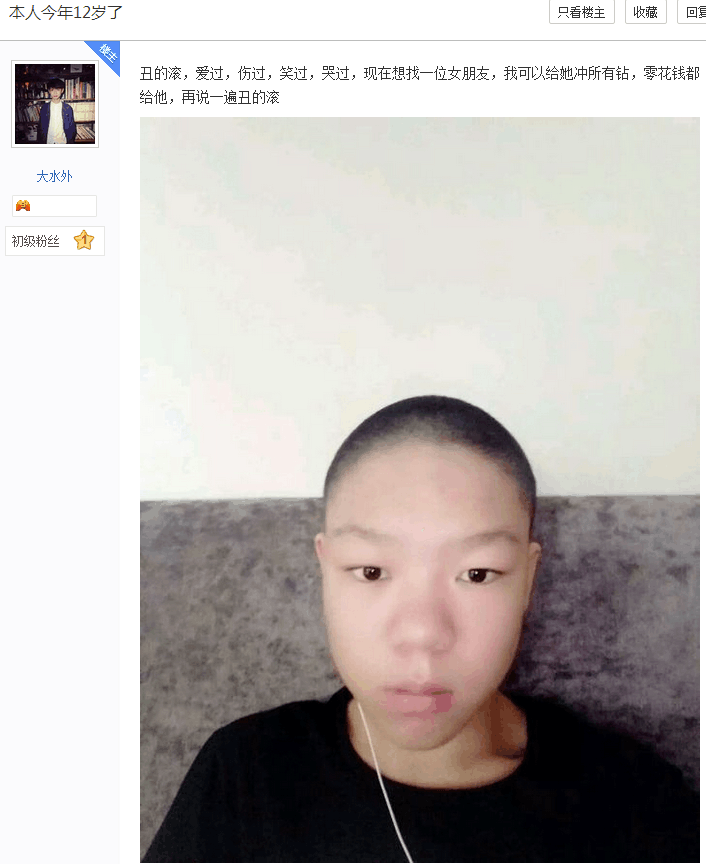 本人今年12岁了
只看楼主
收藏
楼主
丑的滚，爱过，伤过，笑过，哭过，现在想找一位女朋友，我可以给她冲所有钻，零花钱都
给他，再说一遍丑的滚
大水外
初级粉丝 1